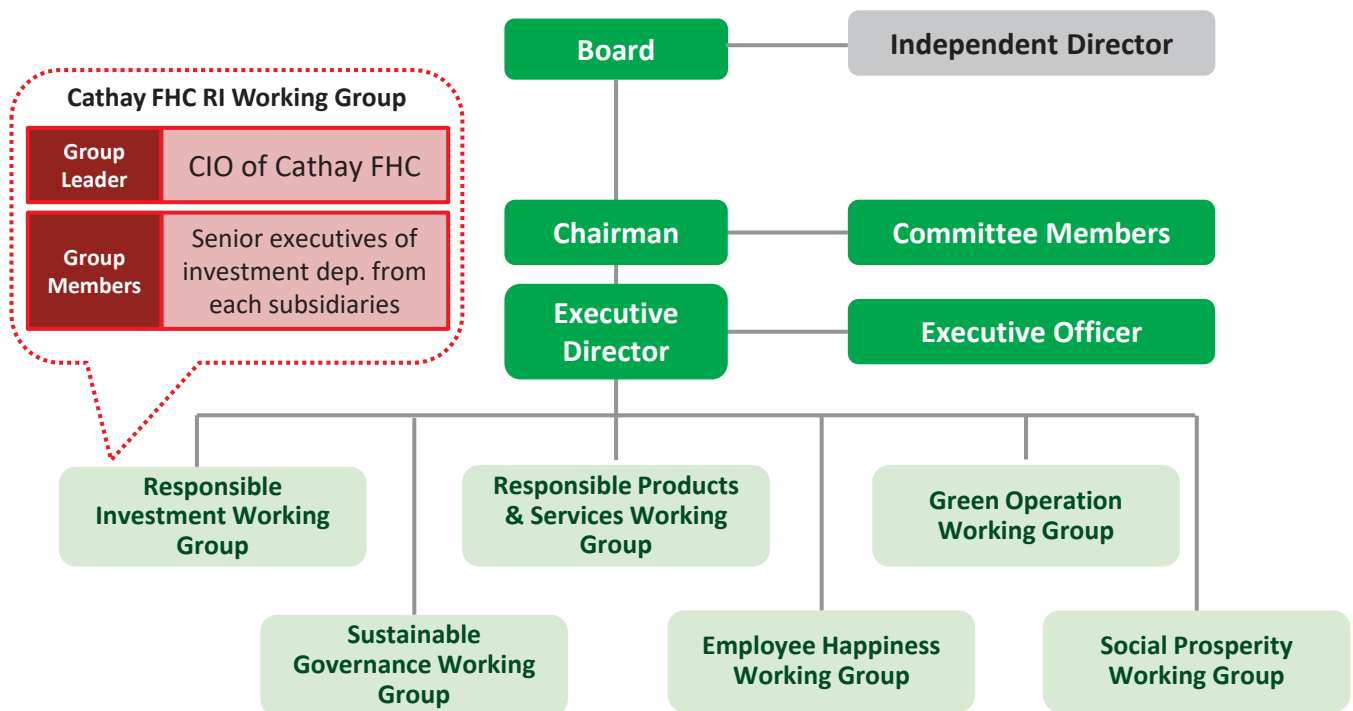 Board
Independent Director
Cathay FHC RI Working Group
Group
Leader
CIO of Cathay FHC
Group
Members
Senior executives of
investment dep. from
each subsidiaries
Chairman
Committee Members
Executive
Director
Executive Officer
Responsible
Investment Working
Group
Responsible Products
& Services Working
Group
Green Operation
Working Group
Sustainable
Governance Working
Group
Employee Happiness
Working Group
Social Prosperity
Working Group